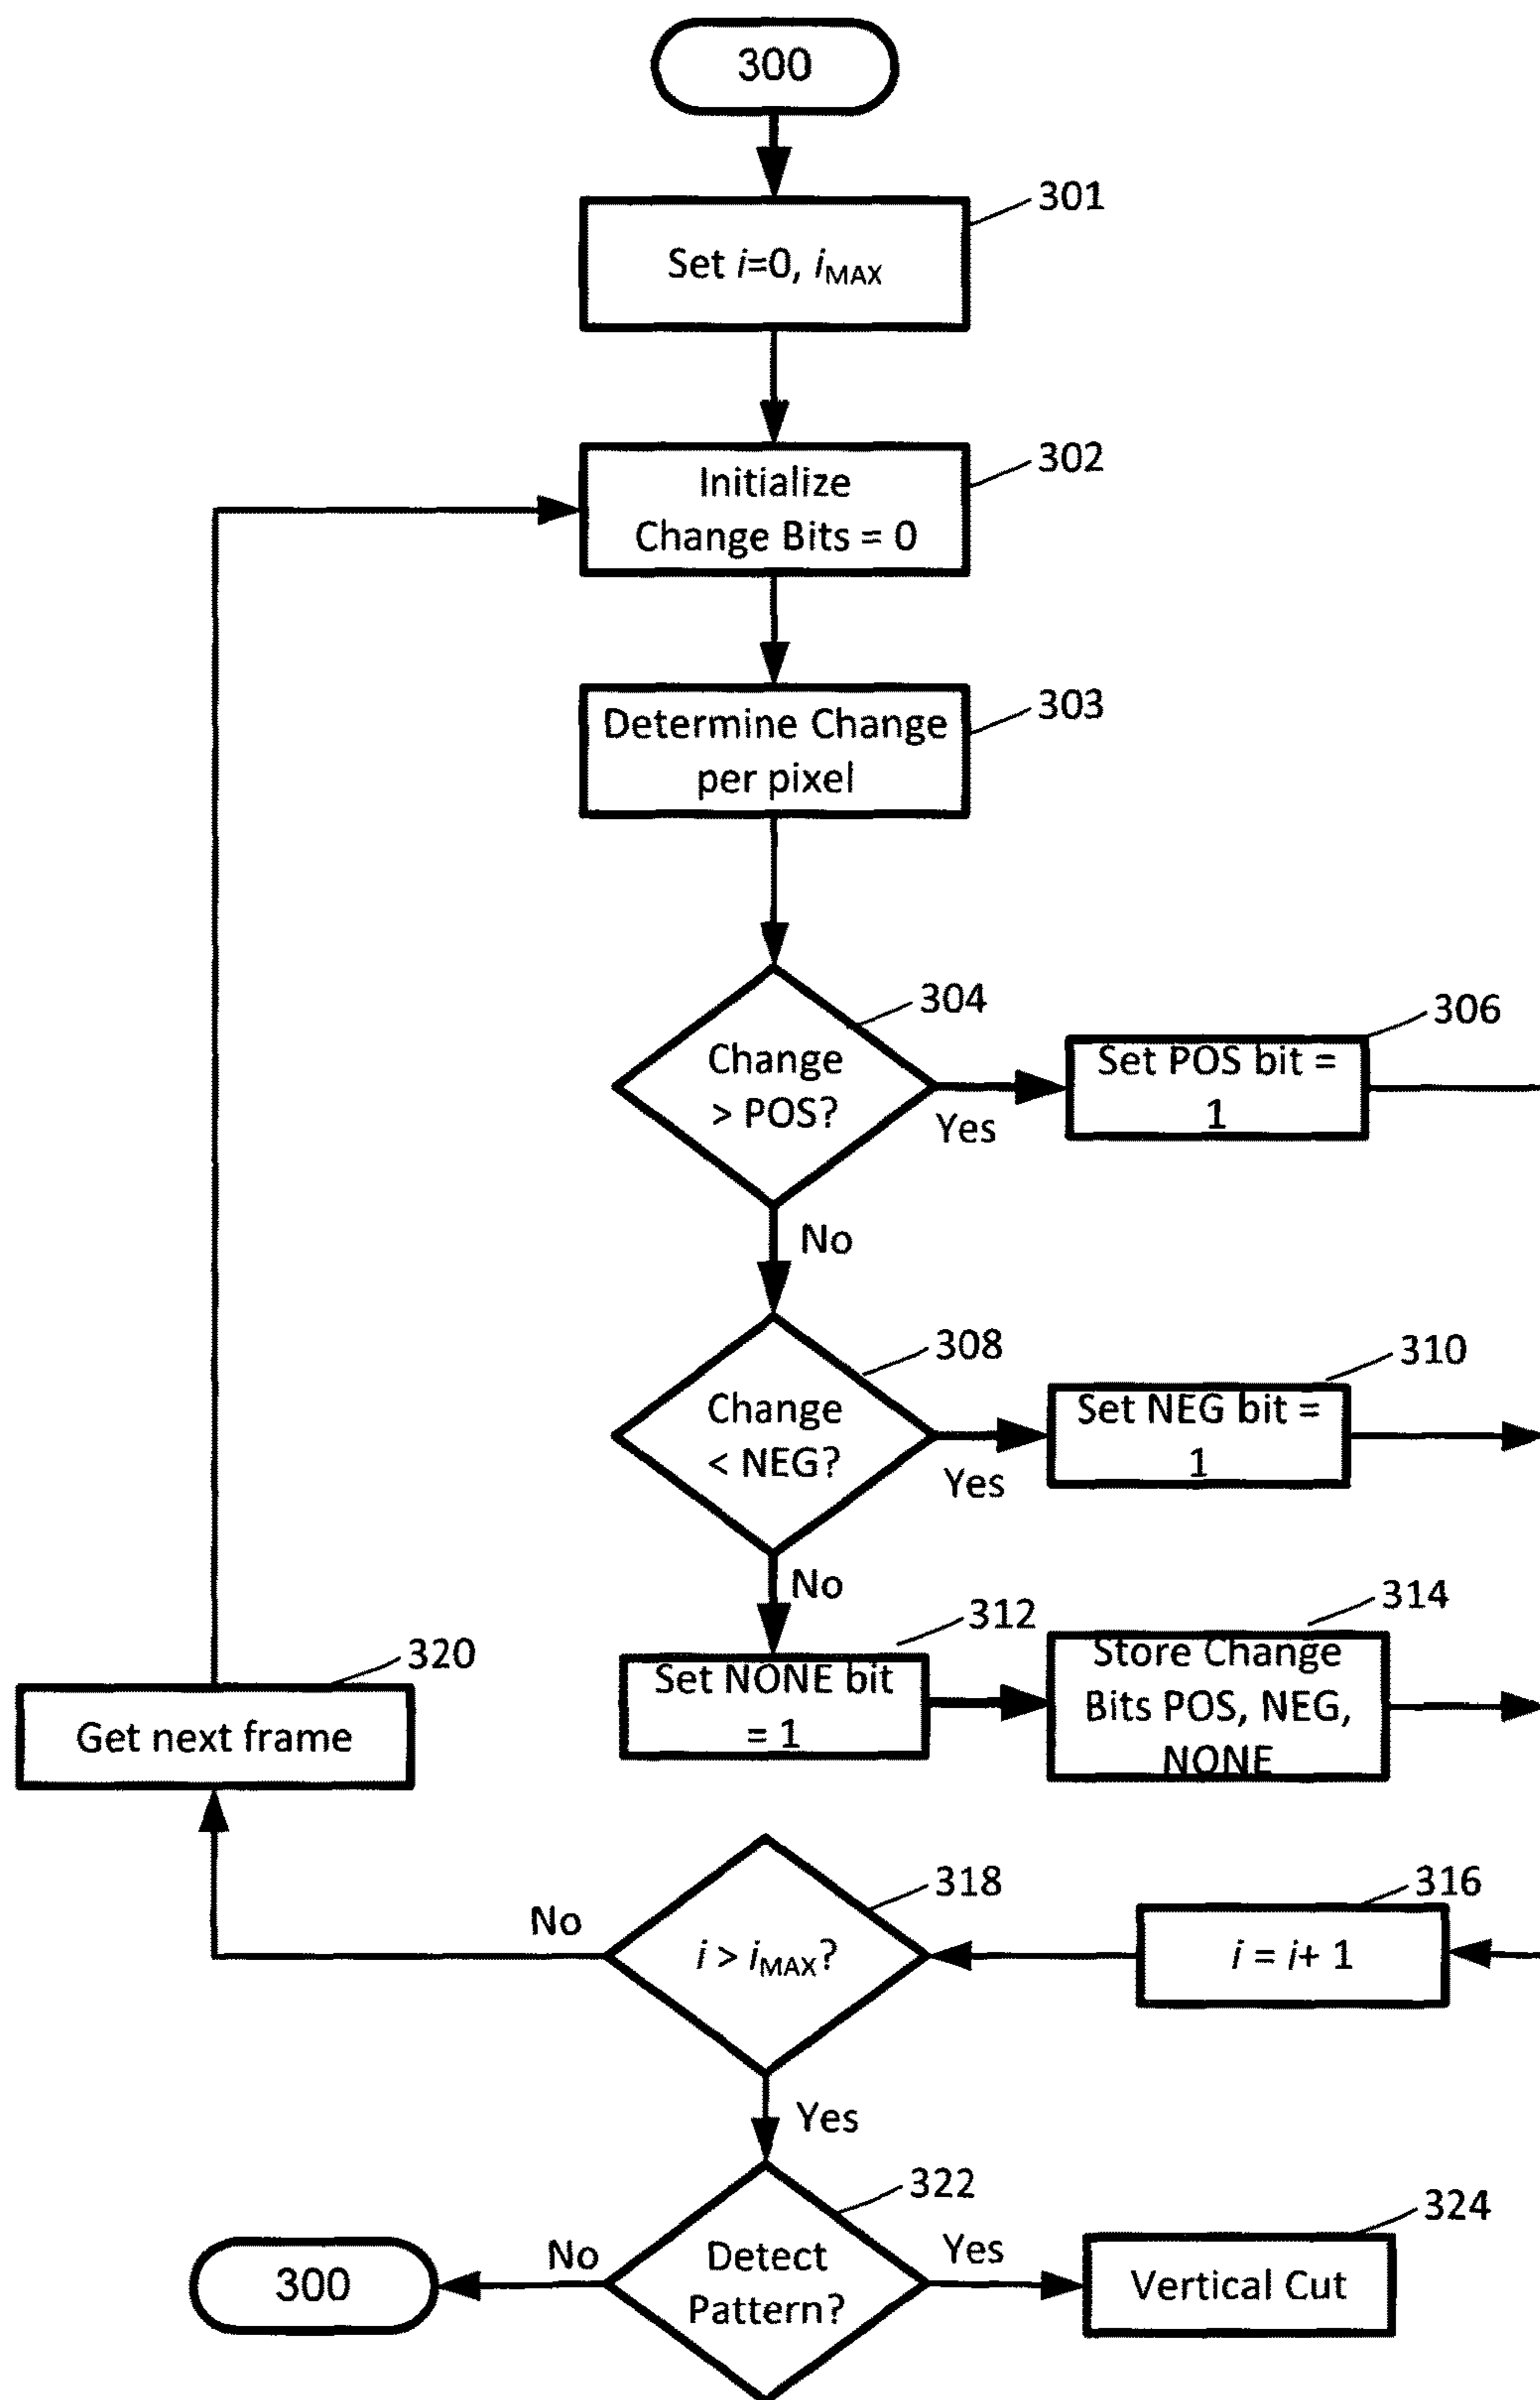 300
301
Set i=0, iMAX
302
Initialize
Change Bits = 0
303
Determine Change
per pixel
304
306
Change
> POS?
Yes
Set POS bit =
1
No
308
310
Change
< NEG?
Yes
Set NEG bit =
1
No
312
314
Set NONE bit
= 1
Store Change
Bits POS, NEG,
NONE
320
Get next frame
318
316
No
i > iMAX?
i = i+ 1
Yes
322
324
No
Yes
300
Detect
Pattern?
Vertical Cut